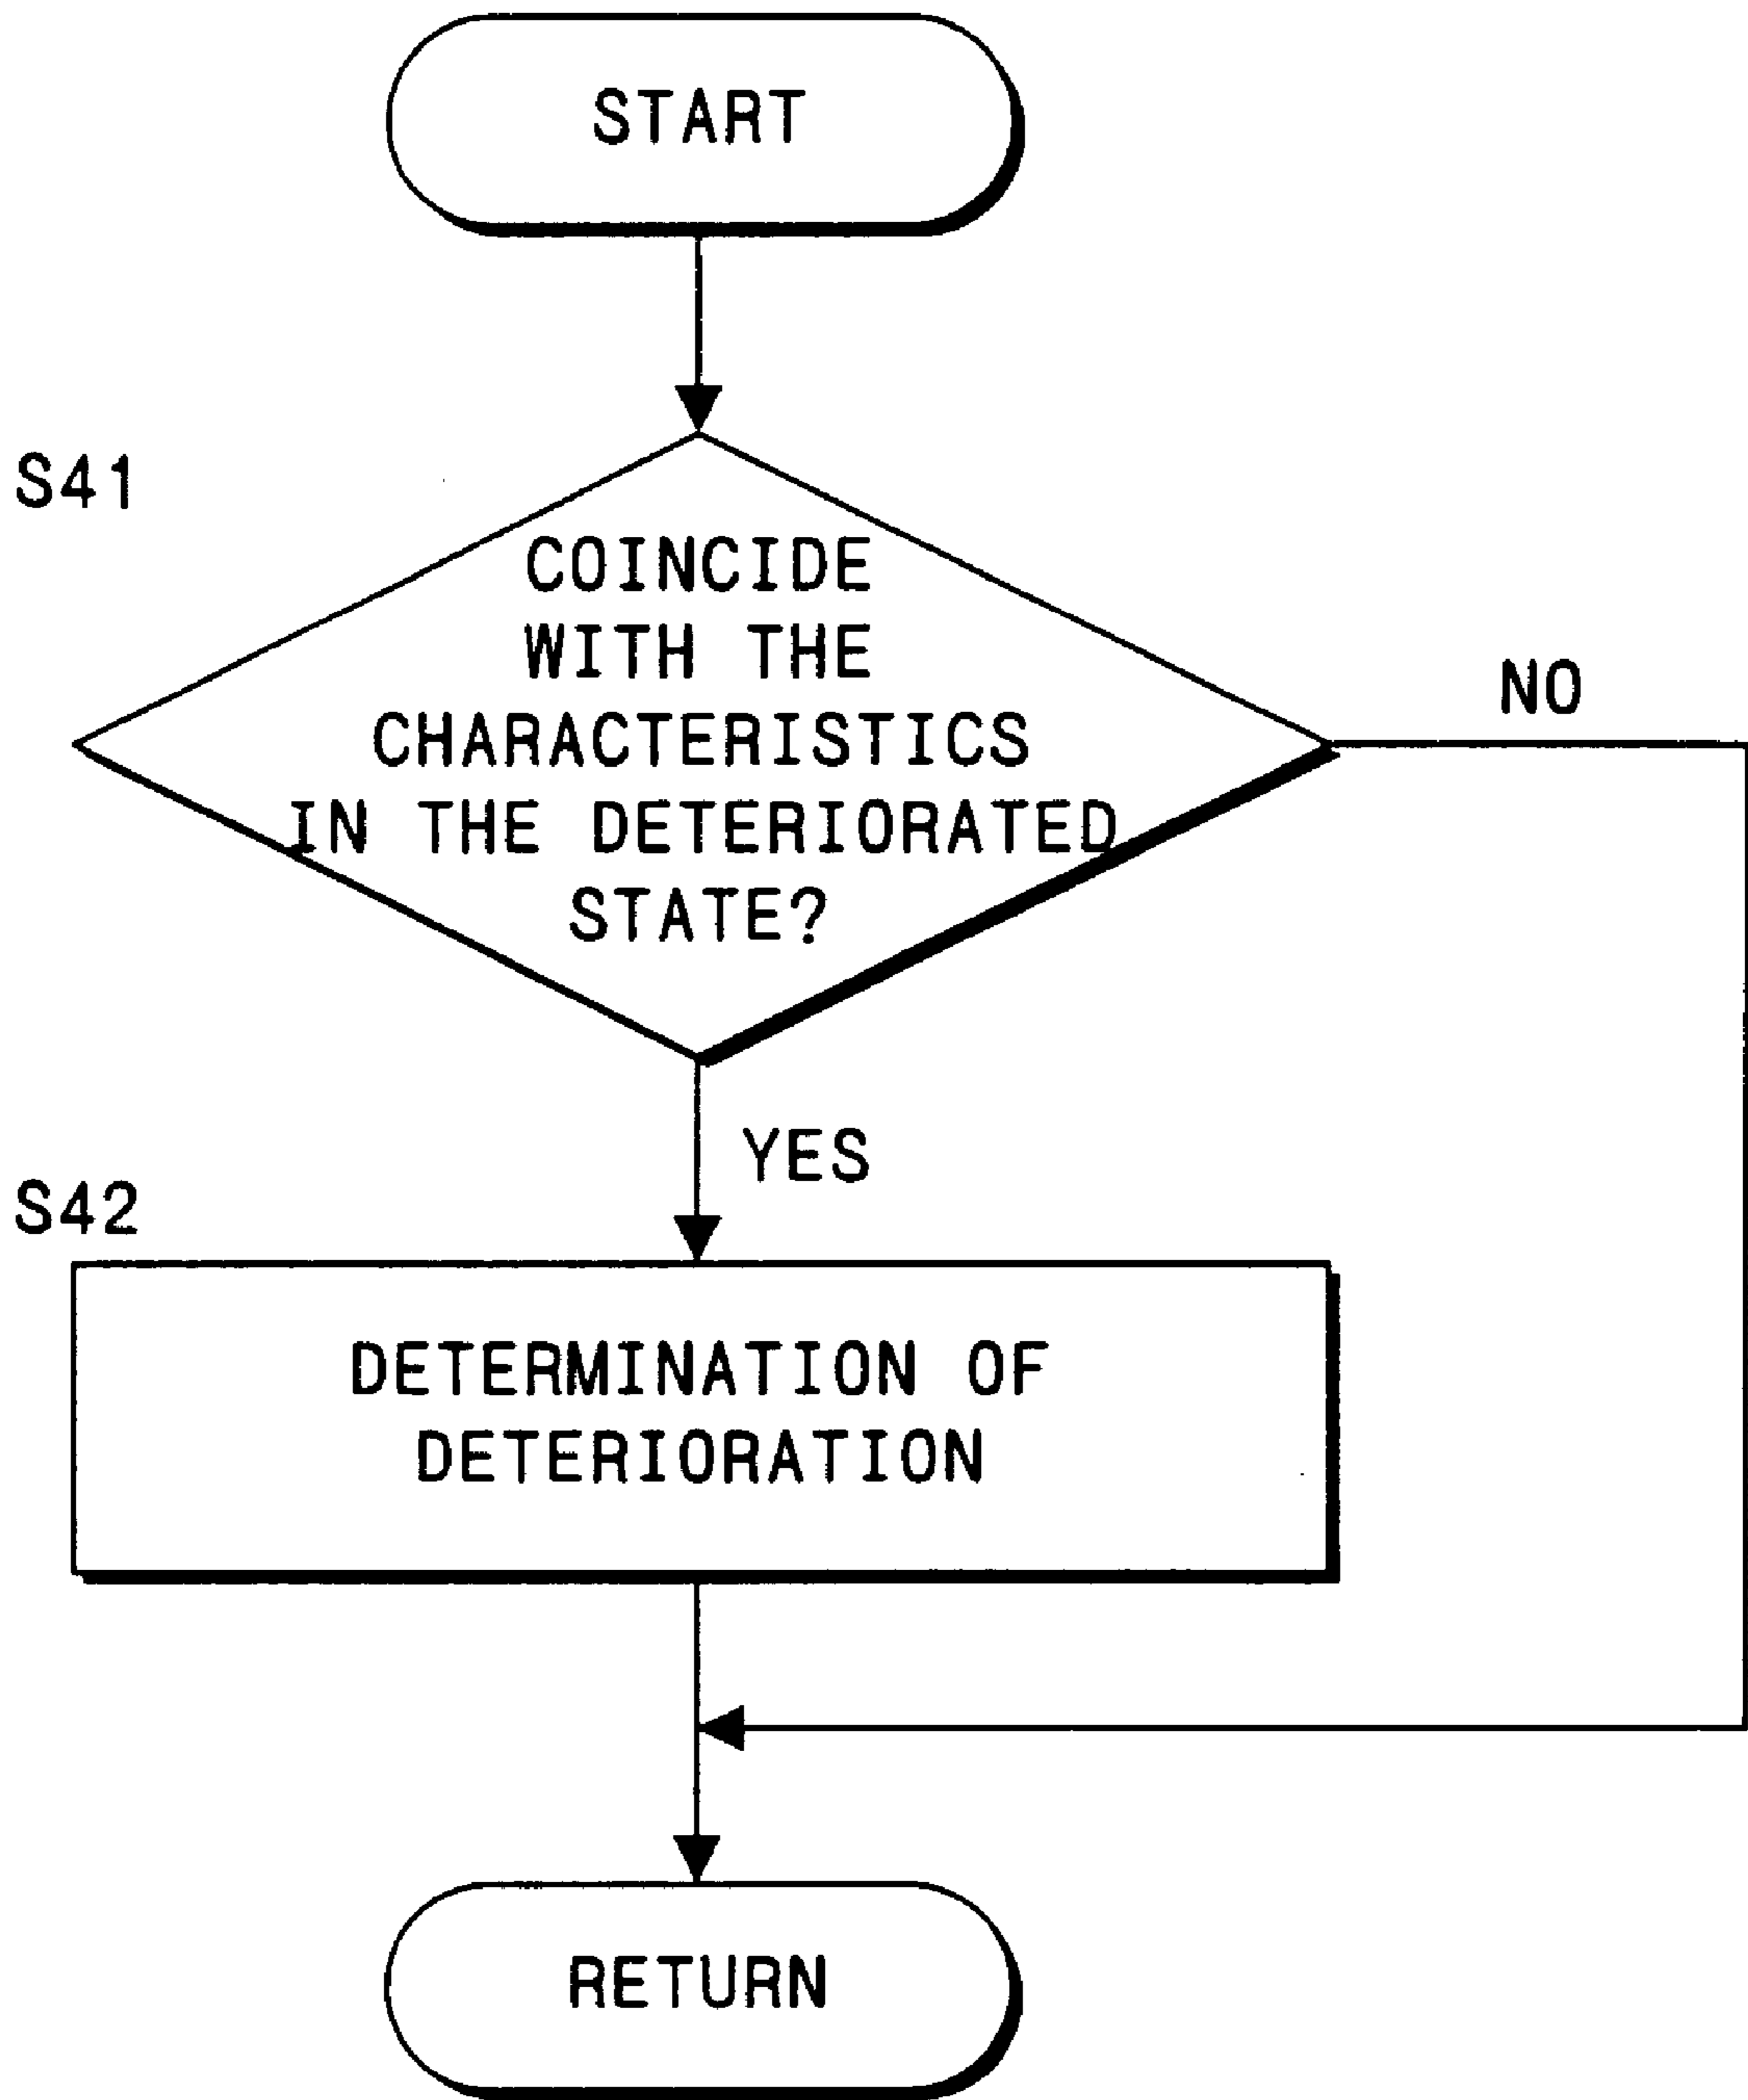 START
S41
COINCIDE
WITH THE
CHARACTERISTICS
IN THE DETERIORATED
STATE?
NO
YES
S42
DETERMINATION OF
DETERIORATION
RETURN